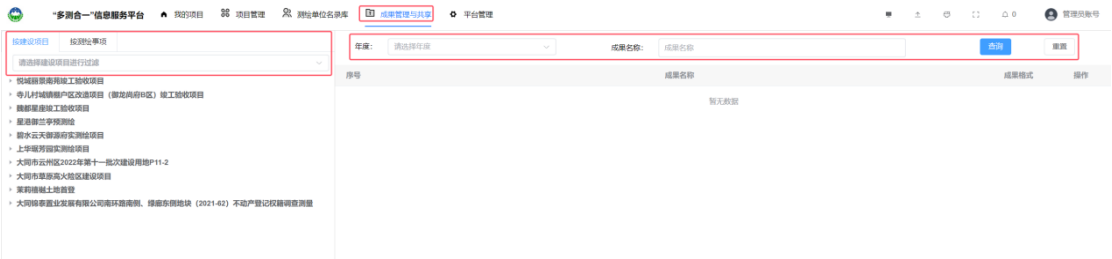 “多测合一”信息服务平台 我的项目 项目管理 测绘单位名录库 成果管理与共享 平台管理 0 管理员账号
按建设项目 按测绘事项
请选择建设项目进行过滤
年度: 请选择年度 成果名称: 成果名称 查询 重置
序号 成果名称 成果格式 操作
暂无数据
悦城丽景南苑竣工验收项目
寺儿村城镇棚户区改造项目（御龙尚府B区）竣工验收项目
魏都星座竣工验收项目
星港御兰亭预测绘
碧水云天御源府实测绘项目
上华珺芳园实测绘项目
大同市云州区2022年第十一批次建设用地P11-2
大同市草原高火险区建设项目
茉莉樯樾土地首登
大同锦泰置业发展有限公司南环路南侧、绿廊东侧地块（2021-62）不动产登记权籍调查测量